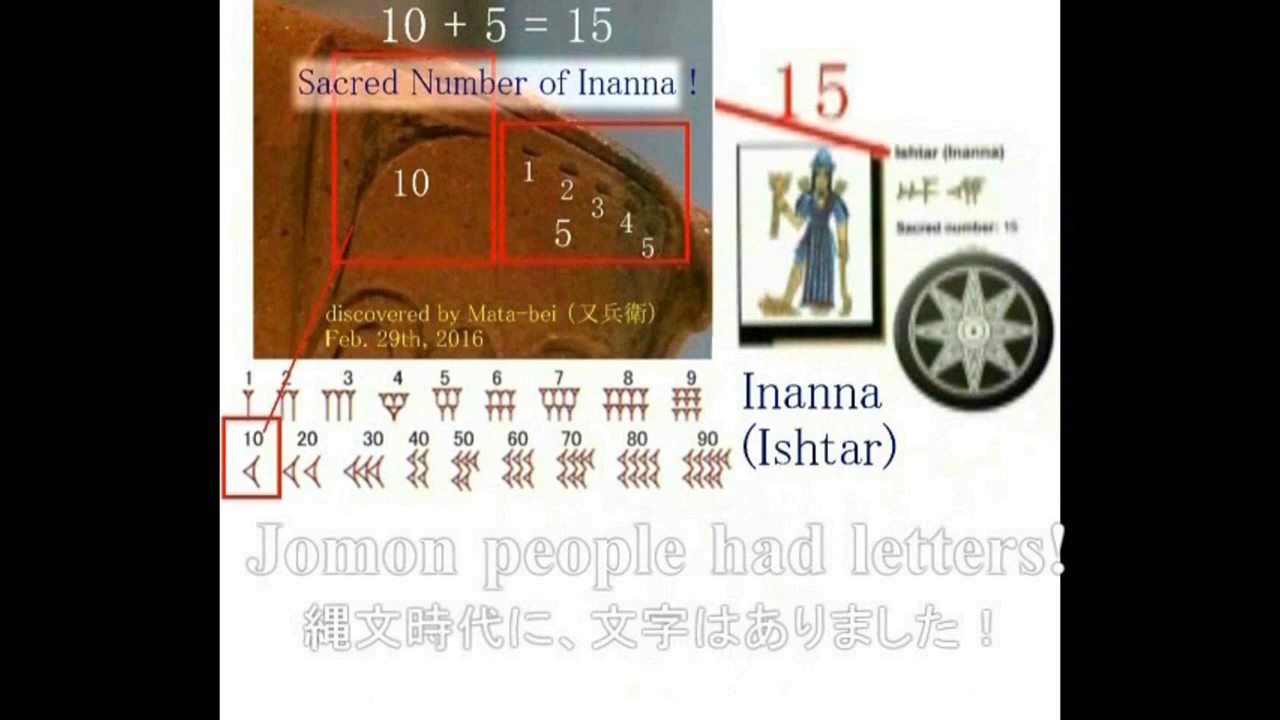 10 + 5 = 15
Sacred Number of Inanna !
10
1
2
3
4
5
5
discovered by Mata-bei (又兵衛)
Feb. 29th, 2016
15
Ishtar (Inanna)
Sacred number: 15
Inanna
(Ishtar)
1 2 3 4 5 6 7 8 9
10 20 30 40 50 60 70 80 90
Jomon people had letters!
縄文時代に、文字はありました！